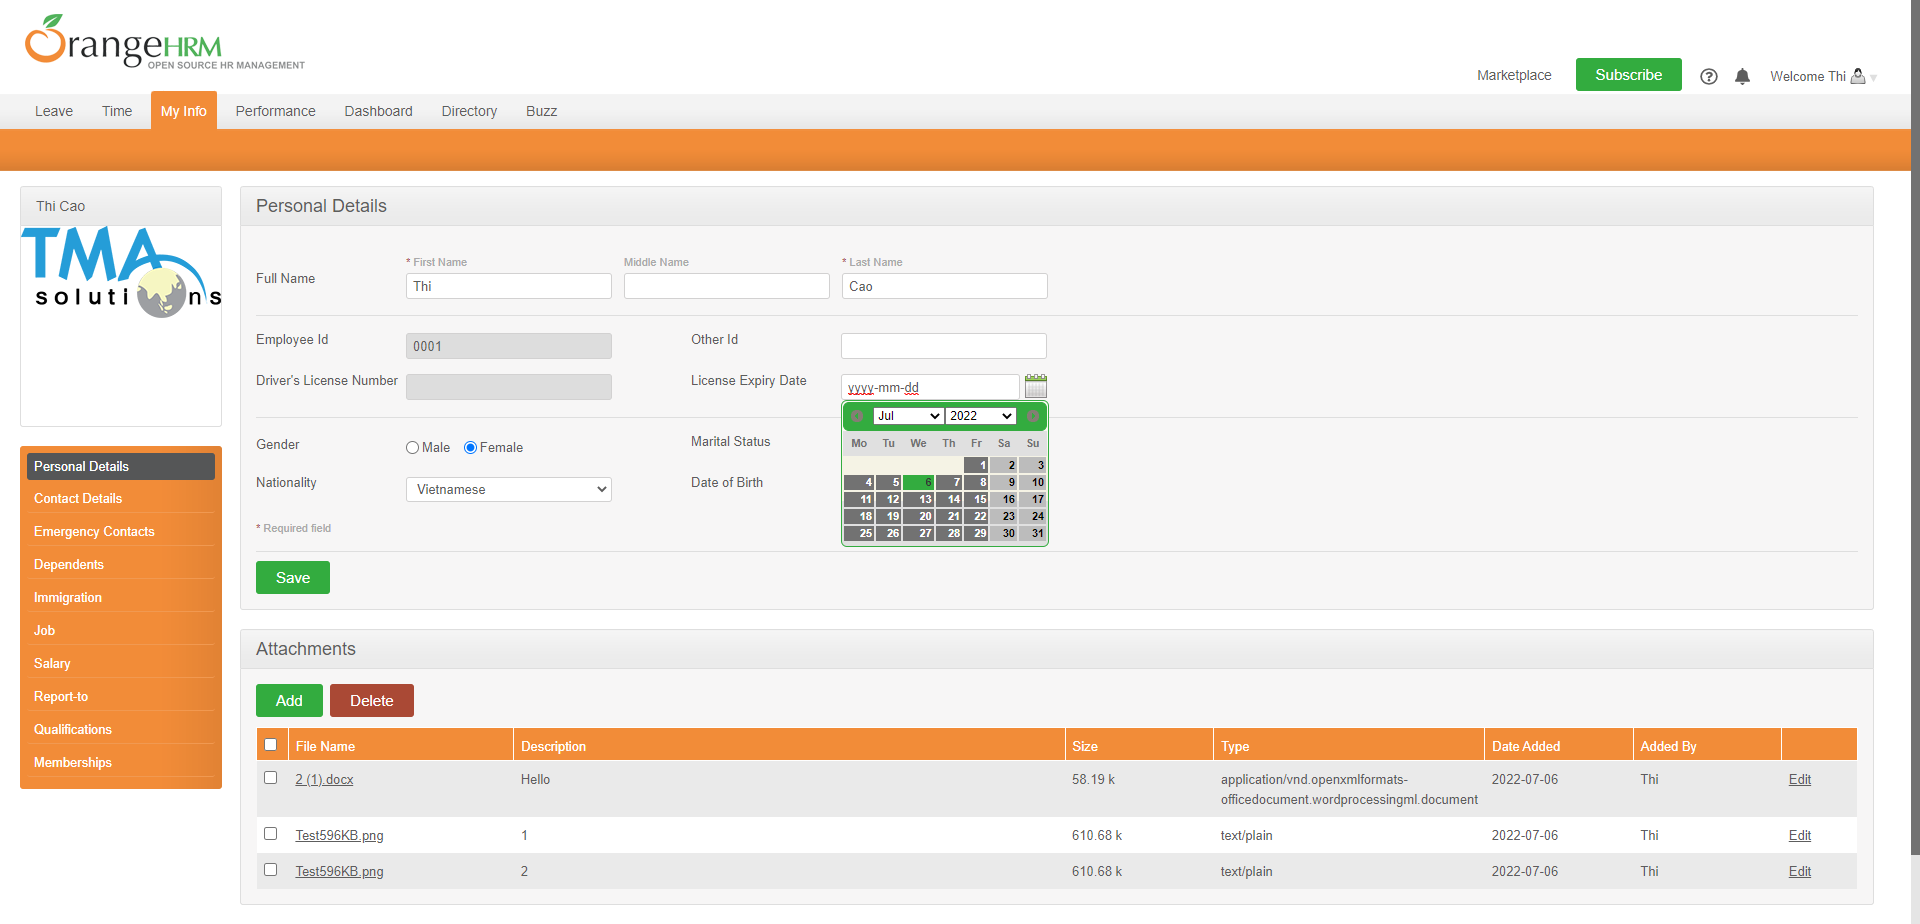 OrangeHRM
OPEN SOURCE HR MANAGEMENT
Marketplace
Subscribe
Welcome Thi
Leave Time My Info Performance Dashboard Directory Buzz
Thi Cao
TMA
solutions
Personal Details
Contact Details
Emergency Contacts
Dependents
Immigration
Job
Salary
Report-to
Qualifications
Memberships
Personal Details
* First Name Middle Name * Last Name
Full Name Thi Cao
Employee Id 0001 Other Id
Driver's License Number License Expiry Date yyyy-mm-dd
Jul 2022
Mo Tu We Th Fr Sa Su
1 2 3
4 5 6 7 8 9 10
11 12 13 14 15 16 17
18 19 20 21 22 23 24
25 26 27 28 29 30 31
Gender Male Female Marital Status
Nationality Vietnamese Date of Birth
* Required field
Save
Attachments
Add Delete
File Name Description Size Type Date Added Added By
2 (1).docx Hello 58.19 k application/vnd.openxmlformats- 2022-07-06 Thi Edit
officedocument.wordprocessingml.document
Test596KB.png 1 610.68 k text/plain 2022-07-06 Thi Edit
Test596KB.png 2 610.68 k text/plain 2022-07-06 Thi Edit